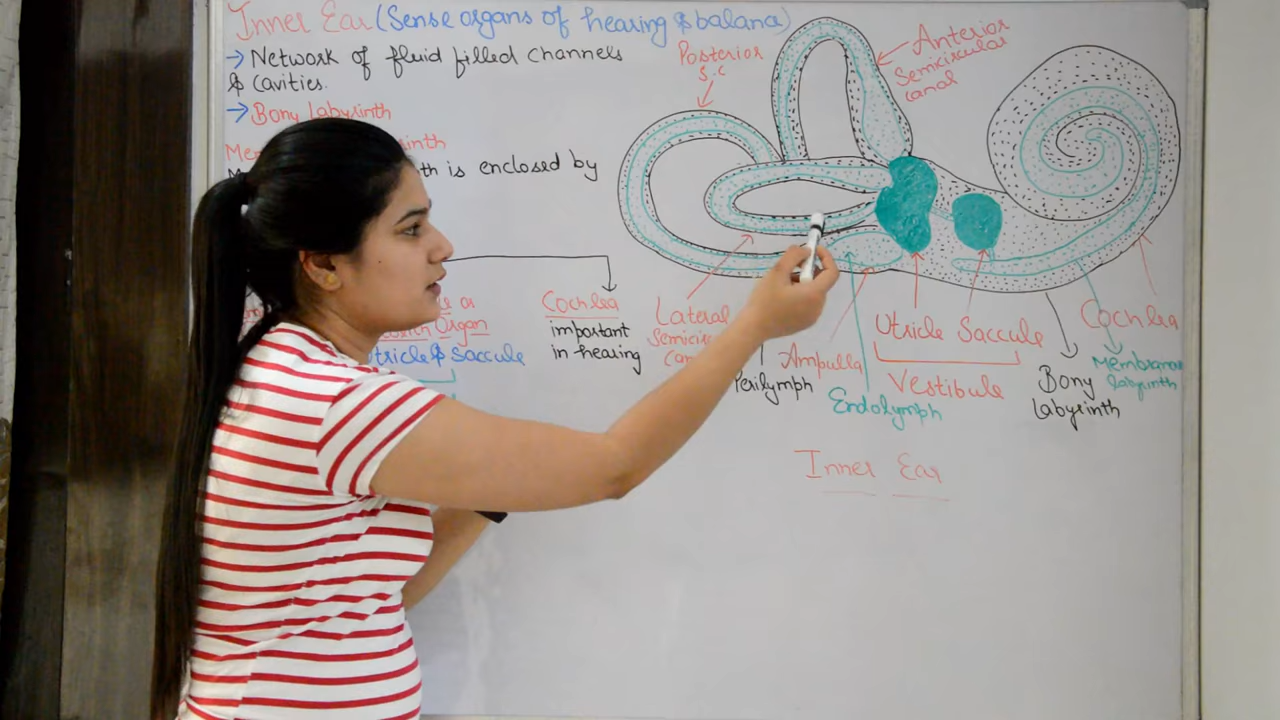 Inner Ear (Sense organs of hearing & balance)
→ Network of fluid filled channels
& Cavities.
→ Bony Labyrinth
is enclosed by
Cochlea
important
in hearing
Organ
Utricle & Saccule
Posterior
S.C
Anterior
Semicircular
canal
Lateral
Perilymph
Ampulla
Endolymph
Utricle Saccule
Vestibule
Bony
labyrinth
Cochlea
Membranous
labyrinth
Inner Ear